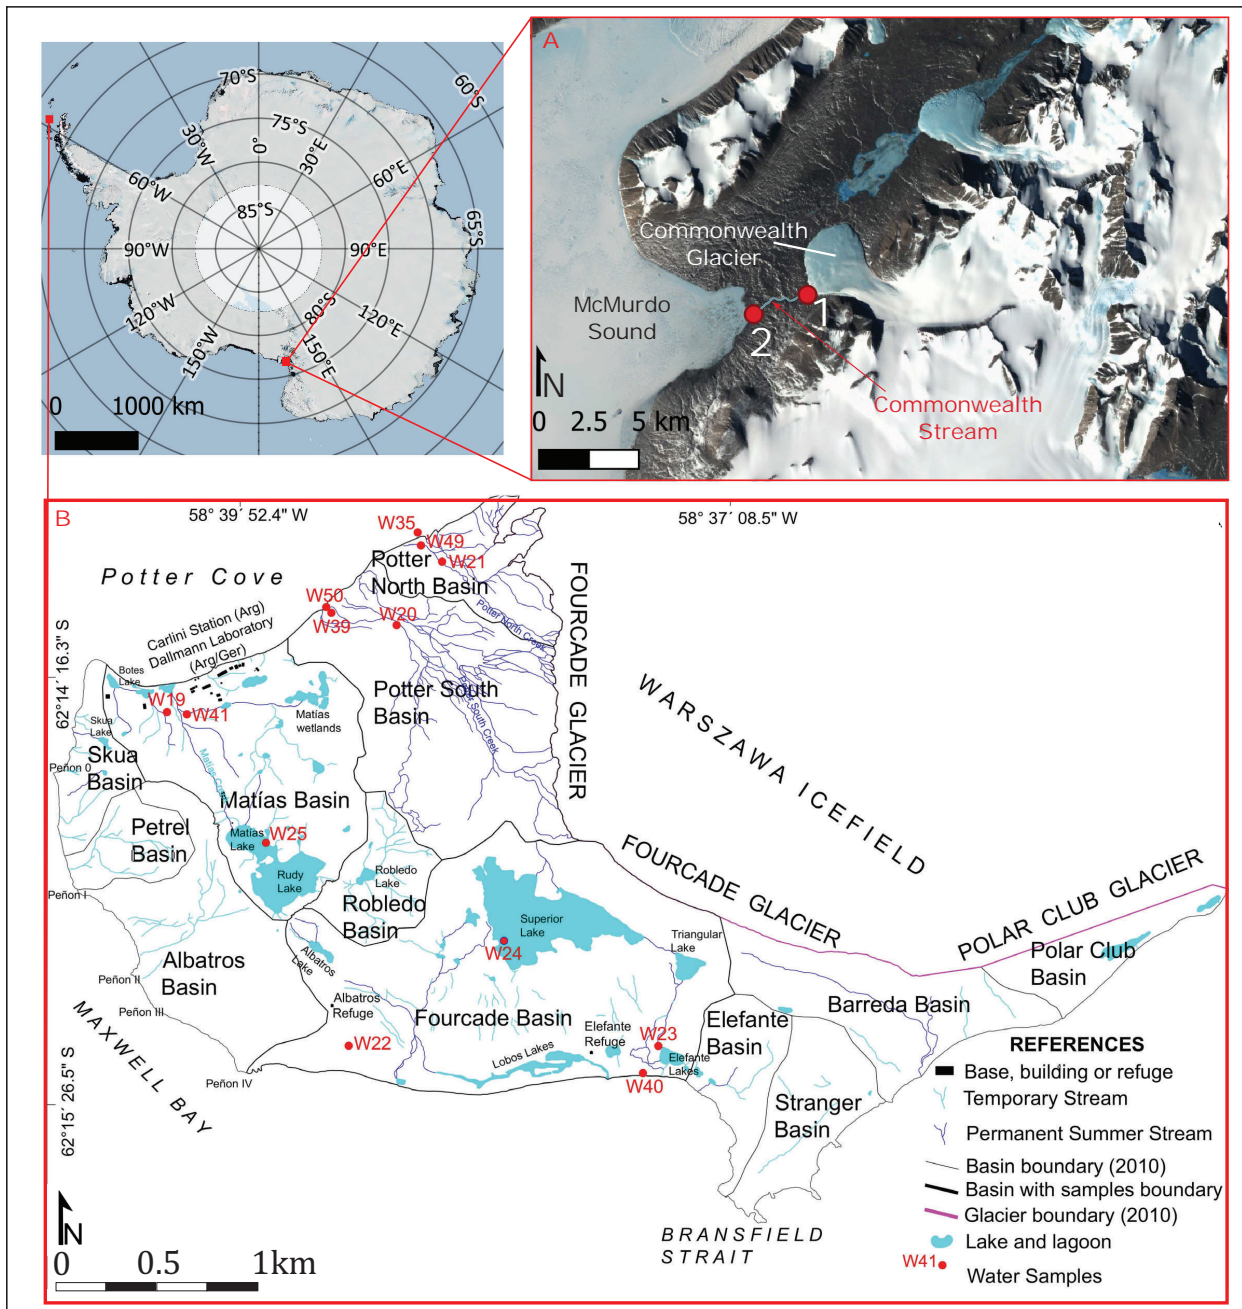 70°S
60°S
75°S
30°W
0°
30°E
60°W
60°E
85°S
65°S
90°W
90°E
80°S
120°W
120°E
150°W
150°E
0 1000 km
A
Commonwealth
Glacier
McMurdo
Sound
1
2
N
0 2.5 5 km
Commonwealth
Stream
B
58° 39´ 52.4" W
58° 37´ 08.5" W
62°14´ 16.3" S
62°15´ 26.5" S
W35
W49
W21
Potter
North Basin
Potter Cove
W50
W39
W20
Potter North Creek
Carlini Station (Arg)
Dallmann Laboratory
(Arg/Ger)
FOURCADE GLACIER
WARSZAWA ICEFIELD
Botes
Lake
W19
W41
Matías
wetlands
Potter South
Basin
Potter South Creek
Skua
Lake
Skua
Basin
Peñon 0
Matías Creek
Matías Basin
Petrel
Basin
Matías
Lake
W25
Rudy
Lake
Robledo
Lake
Robledo
Basin
FOURCADE GLACIER
POLAR CLUB GLACIER
Peñon I
Superior
Lake
W24
Triangular
Lake
Polar Club
Basin
Albatros
Basin
Albatros
Lake
Peñon II
Peñon III
Albatros
Refuge
Fourcade Basin
Barreda Basin
Elefante
Basin
W22
Elefante
Refuge
W23
Elefante
Lakes
Lobos Lakes
W40
Peñon IV
MAXWELL BAY
Stranger
Basin
BRANSFIELD
STRAIT
REFERENCES
Base, building or refuge
Temporary Stream
Permanent Summer Stream
Basin boundary (2010)
Basin with samples boundary
Glacier boundary (2010)
Lake and lagoon
W41
Water Samples
N
0 0.5 1km